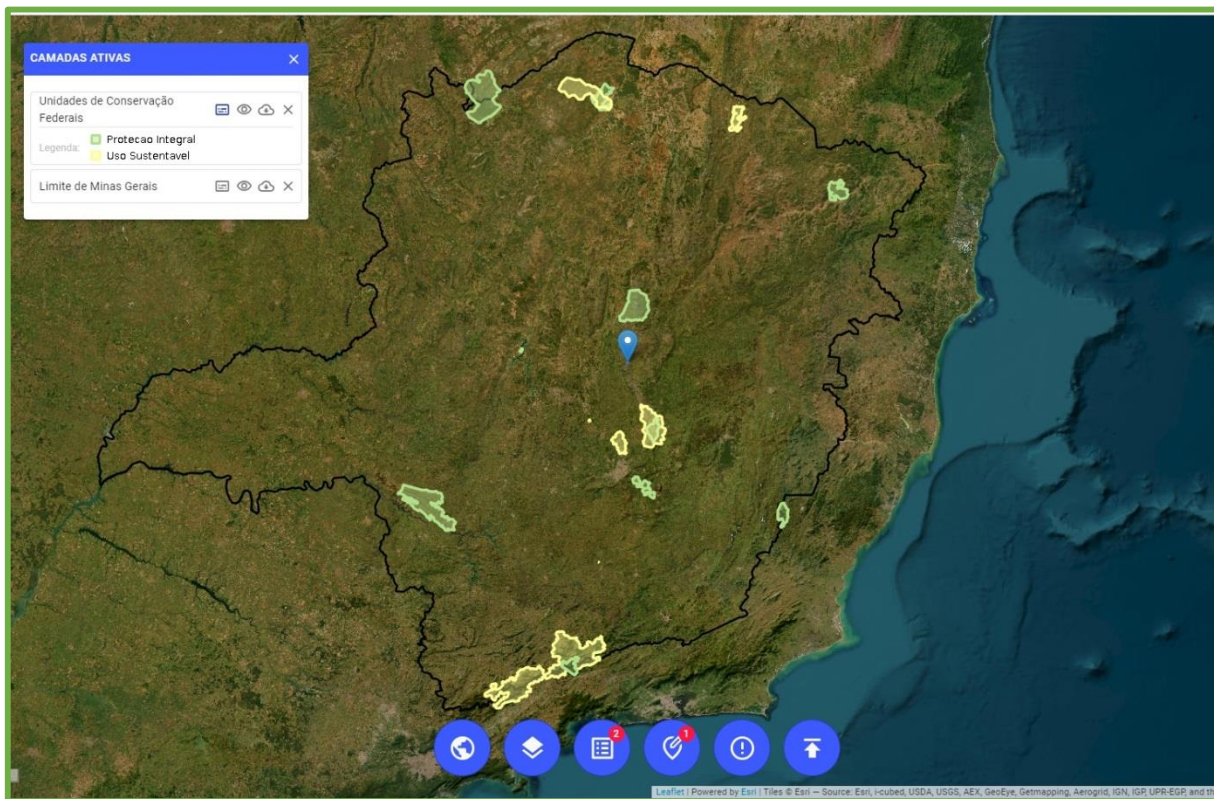 CAMADAS ATIVAS
Unidades de Conservação
Federais
Legenda:
Protecao Integral
Uso Sustentavel
Limite de Minas Gerais
2
1
Leaflet | Powered by Esri | Tiles © Esri — Source: Esri, i-cubed, USDA, USGS, AEX, GeoEye, Getmapping, Aerogrid, IGN, IGP, UPR-EGP, and th